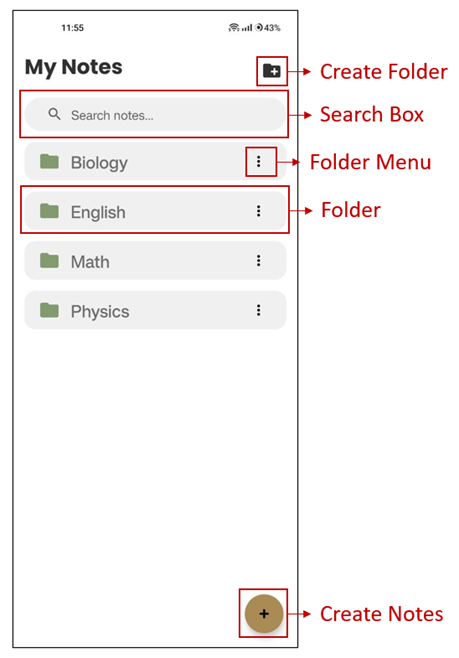 11:55 43%
My Notes
Create Folder
Search notes...
Search Box
Biology
Folder Menu
English
Folder
Math
Physics
+
Create Notes